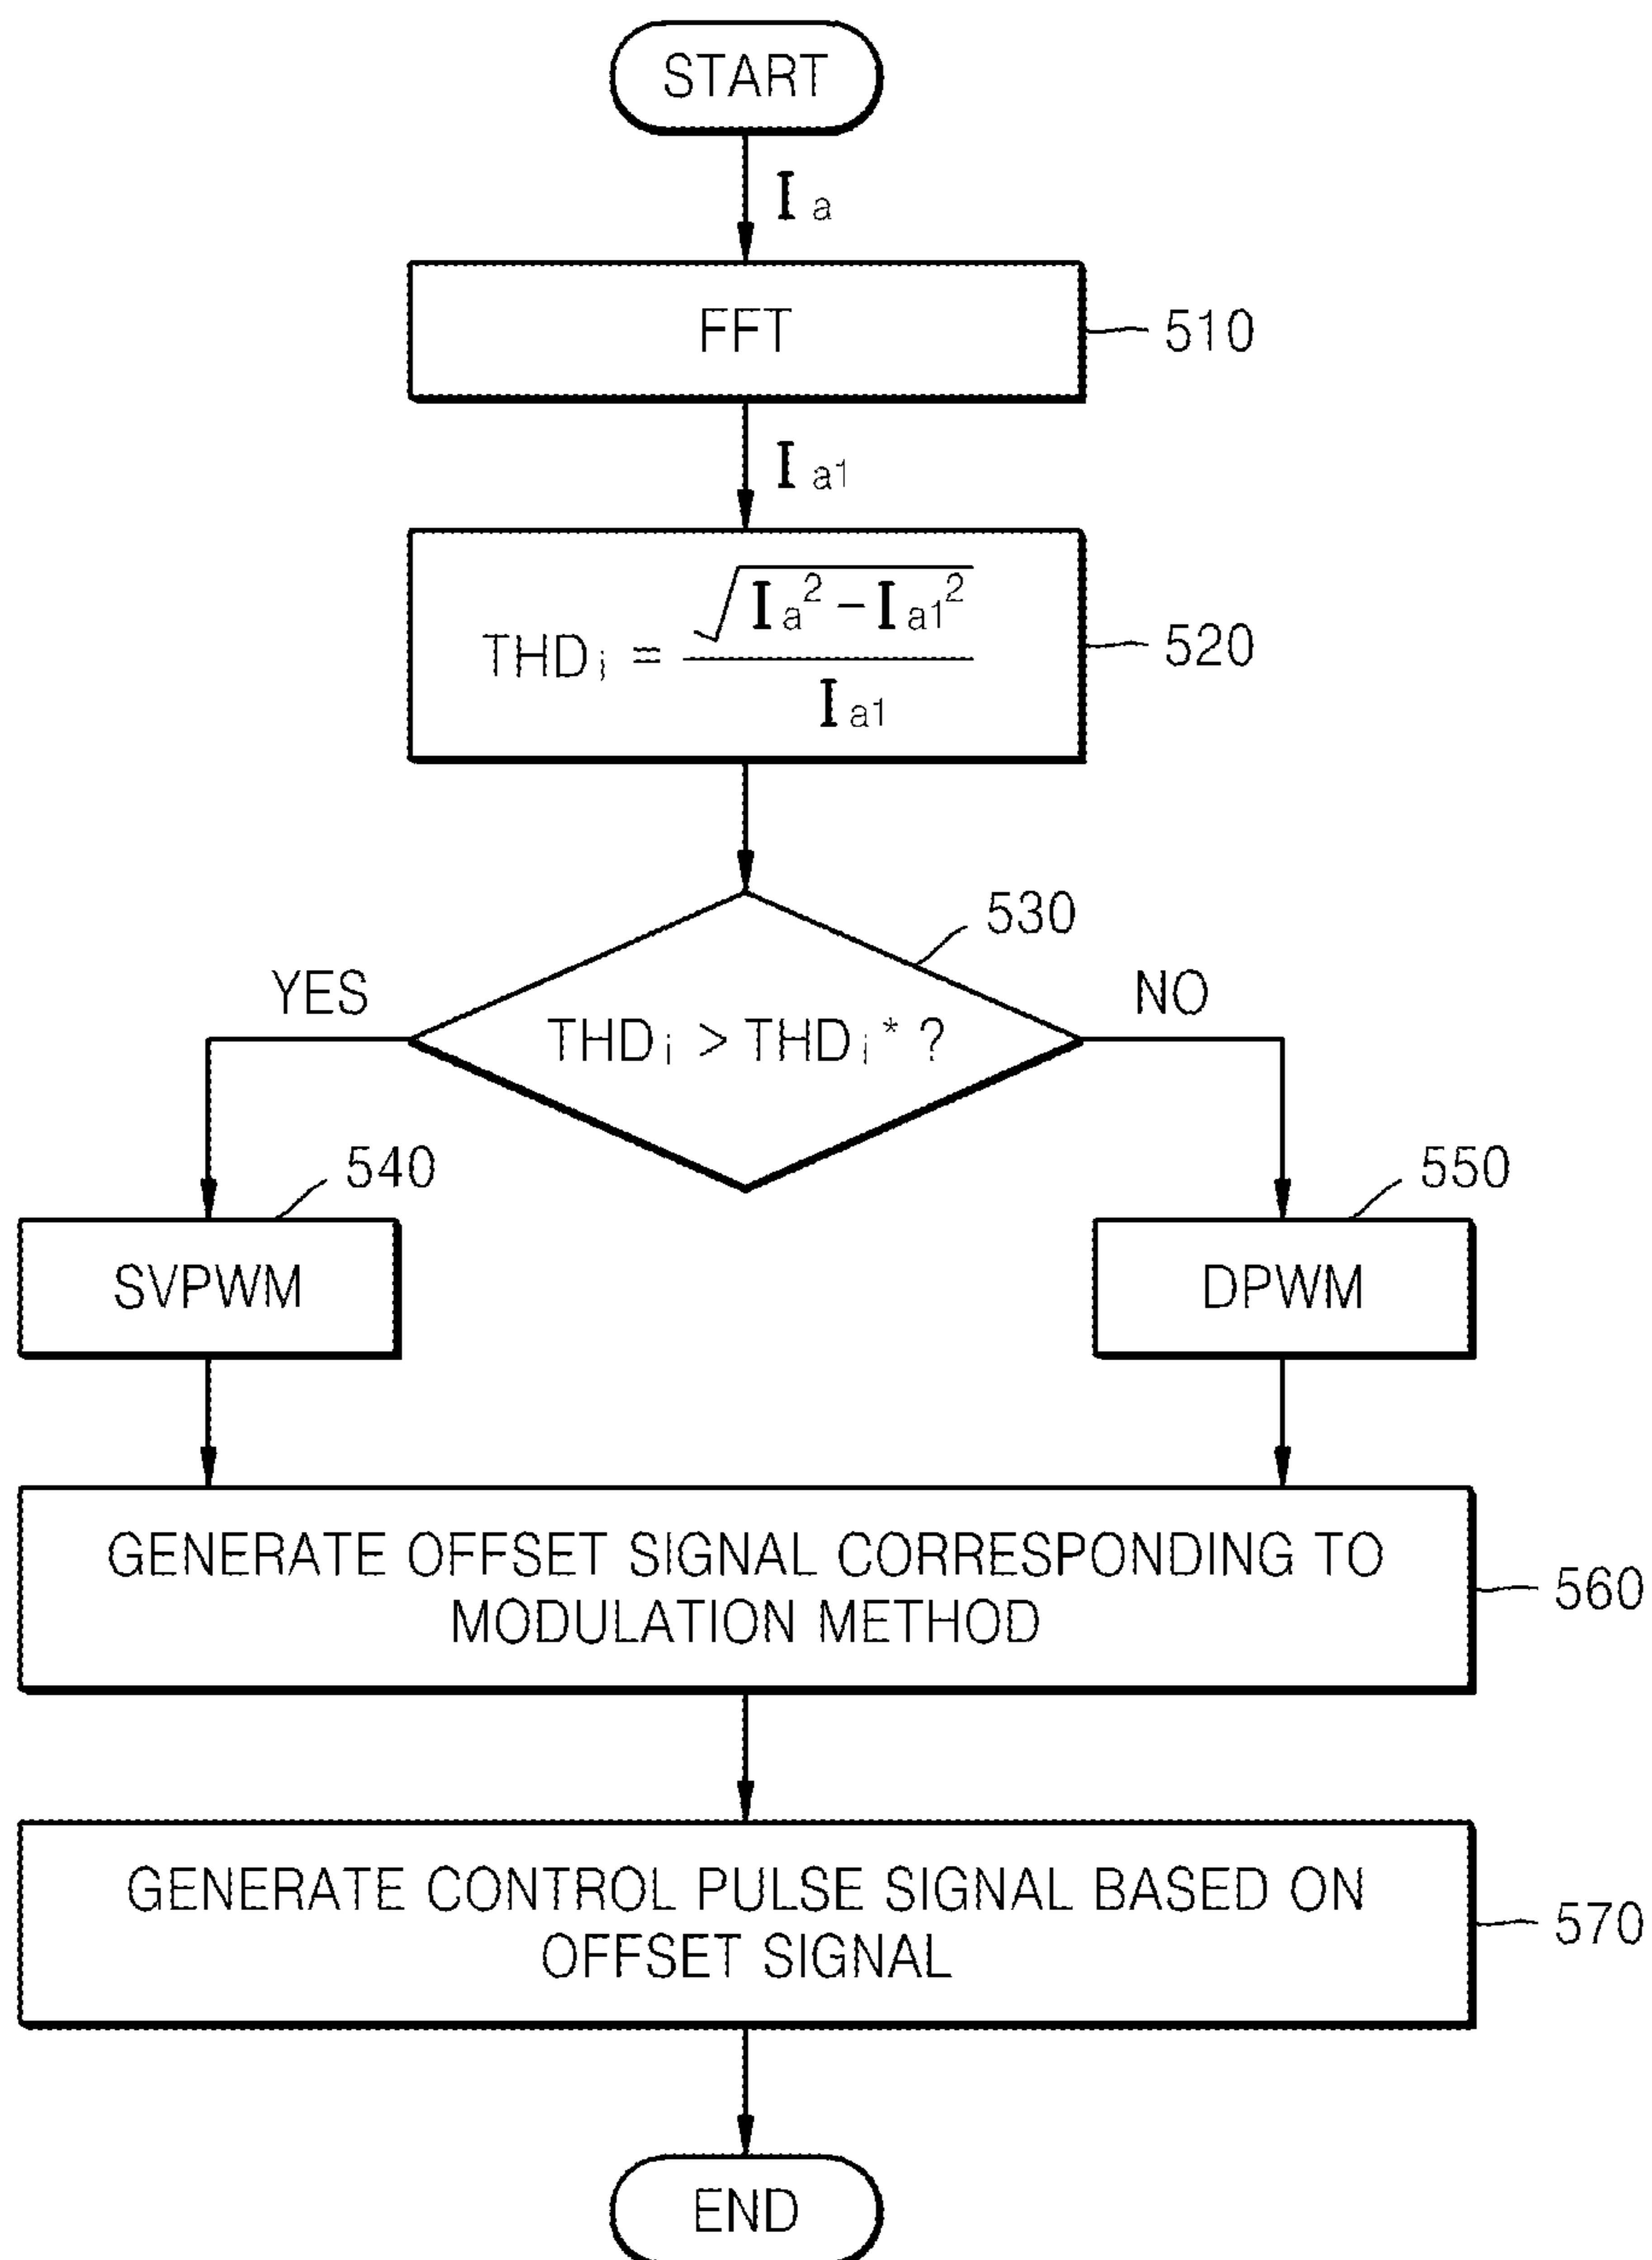 START
I a
FFT
510
I a1
THD i = √(I a² − I a1²) / I a1
520
530
YES
NO
THD i > THD i * ?
540
550
SVPWM
DPWM
GENERATE OFFSET SIGNAL CORRESPONDING TO
MODULATION METHOD
560
GENERATE CONTROL PULSE SIGNAL BASED ON
OFFSET SIGNAL
570
END